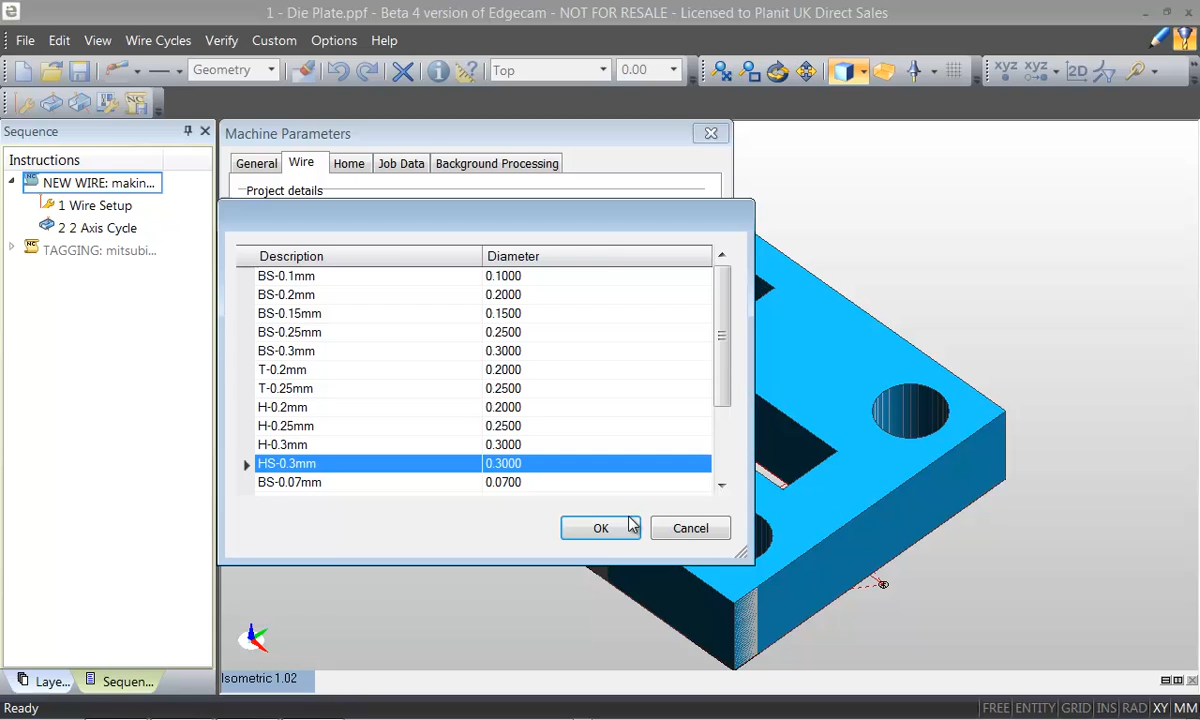 1 - Die Plate.ppf - Beta 4 version of Edgecam - NOT FOR RESALE - Licensed to Planit UK Direct Sales
File Edit View Wire Cycles Verify Custom Options Help
Geometry Top 0.00 xyz xyz 2D
Sequence
Instructions
NEW WIRE: makin...
1 Wire Setup
2 2 Axis Cycle
TAGGING: mitsubi...
Machine Parameters
General Wire Home Job Data Background Processing
Project details
Description Diameter
BS-0.1mm 0.1000
BS-0.2mm 0.2000
BS-0.15mm 0.1500
BS-0.25mm 0.2500
BS-0.3mm 0.3000
T-0.2mm 0.2000
T-0.25mm 0.2500
H-0.2mm 0.2000
H-0.25mm 0.2500
H-0.3mm 0.3000
HS-0.3mm 0.3000
BS-0.07mm 0.0700
OK Cancel
Isometric 1.02
Laye... Sequen...
Ready FREE ENTITY GRID INS RAD XY MM